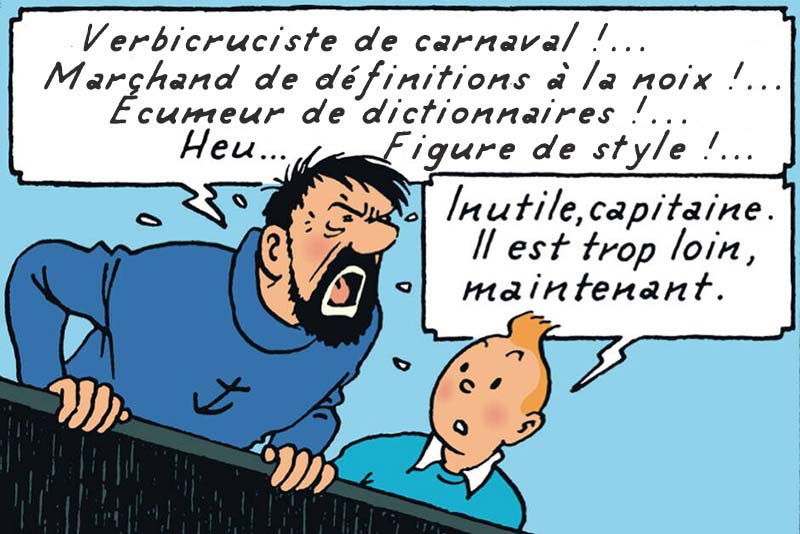 Verbicruciste de carnaval !...
Marchand de définitions à la noix !...
Écumeur de dictionnaires !...
Heu... Figure de style !...
Inutile, capitaine.
Il est trop loin,
maintenant.